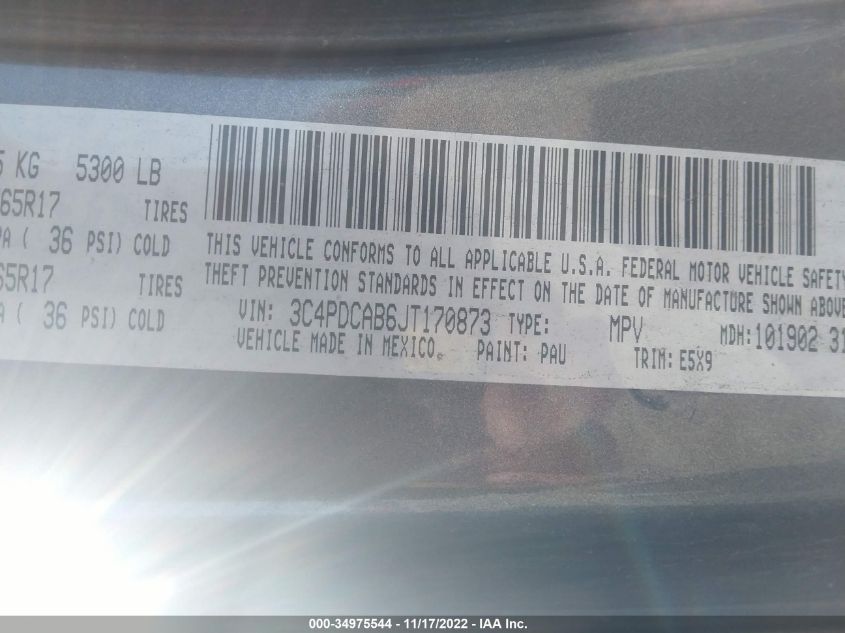 KG 5300 LB
65R17 TIRES
PA ( 36 PSI) COLD
65R17 TIRES
A ( 36 PSI) COLD
THIS VEHICLE CONFORMS TO ALL APPLICABLE U.S.A. FEDERAL MOTOR VEHICLE SAFETY
THEFT PREVENTION STANDARDS IN EFFECT ON THE DATE OF MANUFACTURE SHOWN ABOVE
VIN: 3C4PDCAB6JT170873 TYPE: MPV MDH:101902 31
VEHICLE MADE IN MEXICO. PAINT: PAU TRIM: E5X9
000-34975544 - 11/17/2022 - IAA Inc.